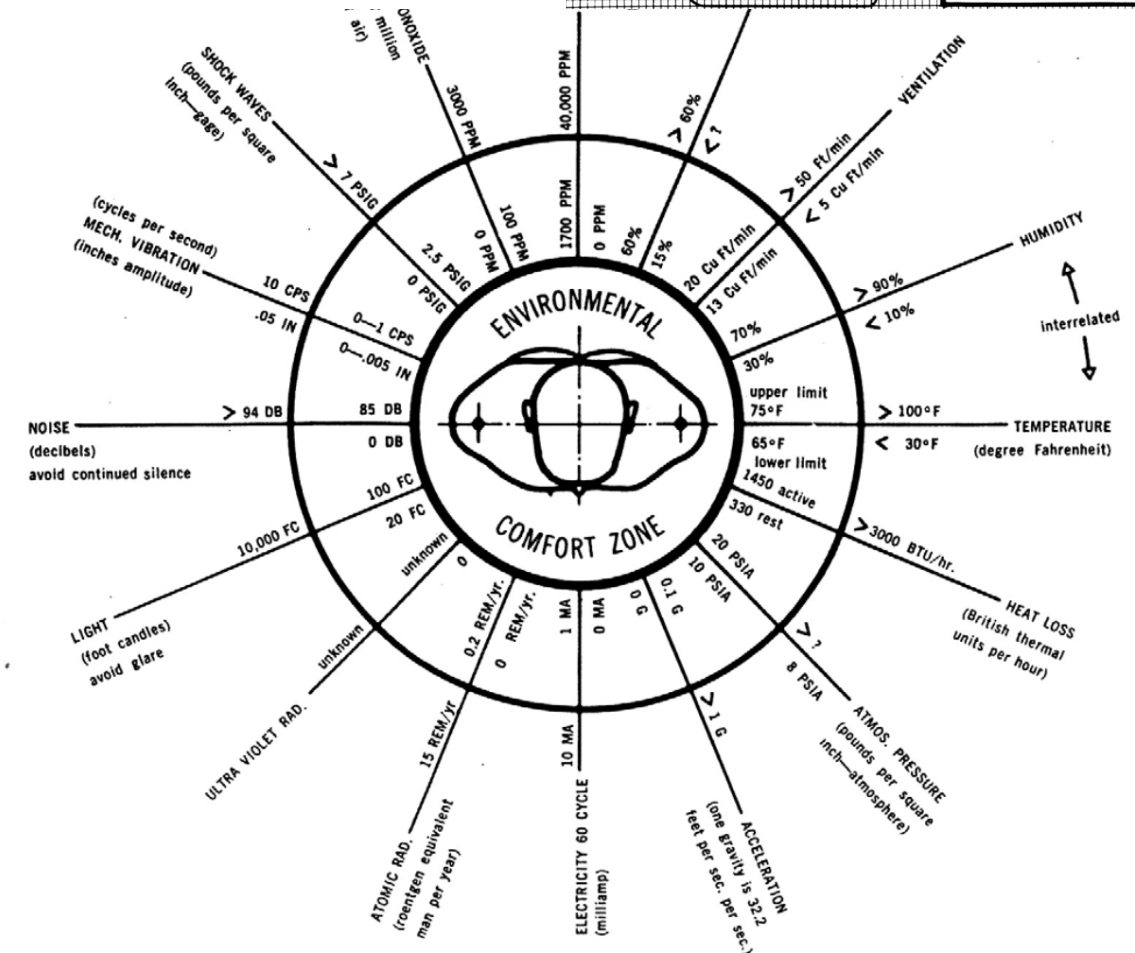 ENVIRONMENTAL
COMFORT ZONE
40,000 PPM
1700 PPM
0 PPM
> 60%
< ?
60%
15%
VENTILATION
> 50 Ft/min
< 5 Cu Ft/min
20 Cu Ft/min
13 Cu Ft/min
HUMIDITY
> 90%
< 10%
70%
30%
interrelated
upper limit
75°F
65°F
lower limit
> 100°F
< 30°F
TEMPERATURE
(degree Fahrenheit)
1450 active
330 rest
>3000 BTU/hr.
HEAT LOSS
(British thermal
units per hour)
20 PSIA
10 PSIA
> ?
8 PSIA
ATMOS. PRESSURE
(pounds per square
inch—atmosphere)
0.1 G
0 G
> 1 G
ACCELERATION
(one gravity is 32.2
feet per sec. per sec.)
1 MA
0 MA
10 MA
ELECTRICITY 60 CYCLE
(milliamp)
0.2 REM/yr.
0 REM/yr.
15 REM/yr
ATOMIC RAD.
(roentgen equivalent
man per year)
unknown
0
unknown
ULTRA VIOLET RAD.
100 FC
20 FC
10,000 FC
LIGHT
(foot candles)
avoid glare
85 DB
0 DB
> 94 DB
NOISE
(decibels)
avoid continued silence
0—1 CPS
0—.005 IN
10 CPS
.05 IN
(cycles per second)
MECH. VIBRATION
(inches amplitude)
2.5 PSIG
0 PSIG
> 7 PSIG
SHOCK WAVES
(pounds per square
inch—gage)
100 PPM
0 PPM
3000 PPM
million
air)